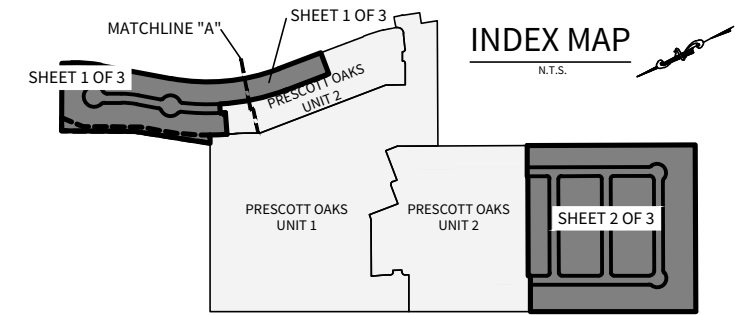 SHEET 1 OF 3
MATCHLINE "A"
INDEX MAP
N.T.S.
SHEET 1 OF 3
PRESCOTT OAKS
UNIT 2
PRESCOTT OAKS
UNIT 1
PRESCOTT OAKS
UNIT 2
SHEET 2 OF 3